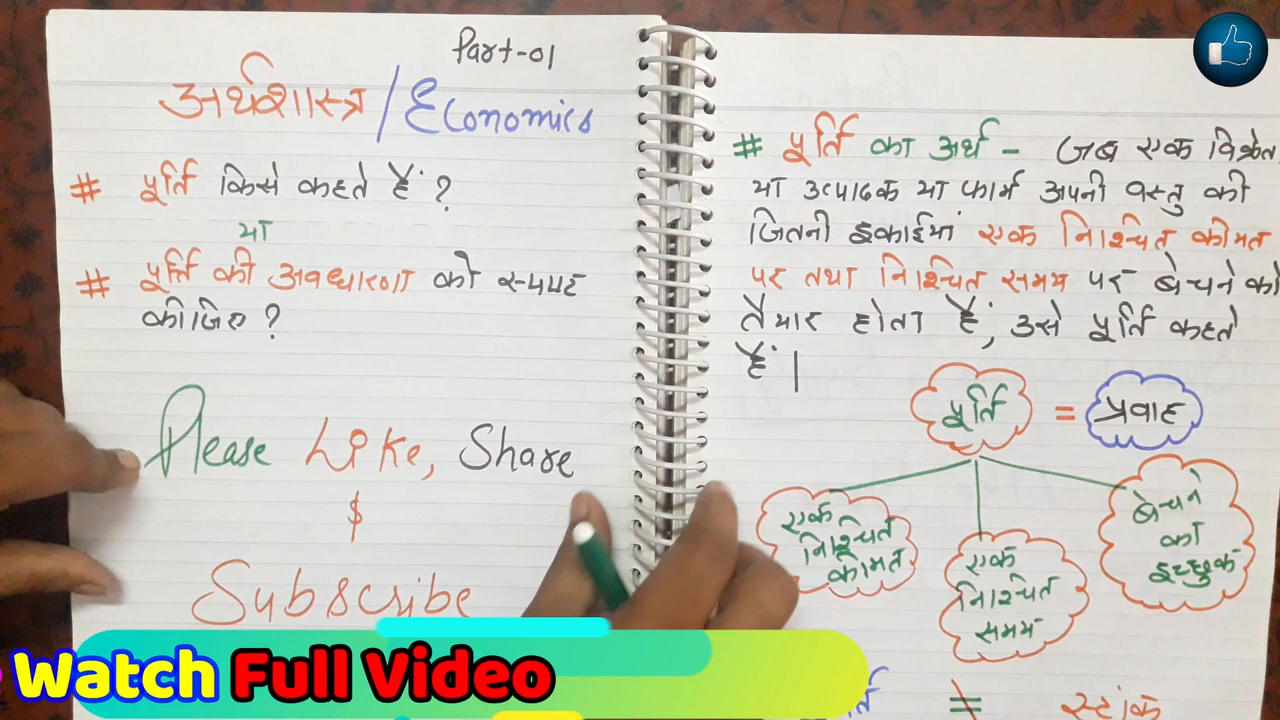 Part-01
अर्थशास्त्र / Economics
# पूर्ति किसे कहते हैं ?
या
# पूर्ति की अवधारणा को स्पष्ट
कीजिए ?
Please Like, Share
$
Subscribe
# पूर्ति का अर्थ - जब एक विक्रेता
या उत्पादक या फार्म अपनी वस्तु की
जितनी इकाईयां एक निश्चित कीमत
पर तथा निश्चित समय पर बेचने को
तैयार होता है, उसे पूर्ति कहते
हैं |
पूर्ति = प्रवाह
एक
निश्चित
कीमत
एक
निश्चित
समय
बेचने
का
इच्छुक
≠ स्टॉक
Watch Full Video